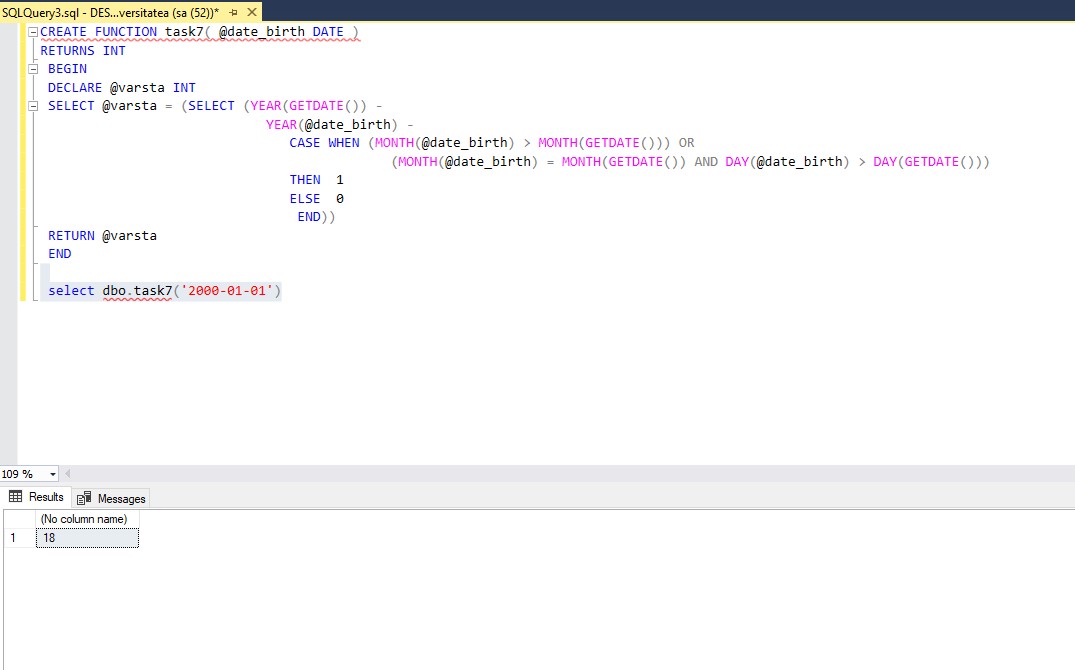 SQLQuery3.sql - DES...versitatea (sa (52))*
CREATE FUNCTION task7( @date_birth DATE )
RETURNS INT
BEGIN
DECLARE @varsta INT
SELECT @varsta = (SELECT (YEAR(GETDATE()) -
YEAR(@date_birth) -
CASE WHEN (MONTH(@date_birth) > MONTH(GETDATE())) OR
(MONTH(@date_birth) = MONTH(GETDATE()) AND DAY(@date_birth) > DAY(GETDATE()))
THEN 1
ELSE 0
END))
RETURN @varsta
END
select dbo.task7('2000-01-01')
109 %
Results Messages
(No column name)
1 18